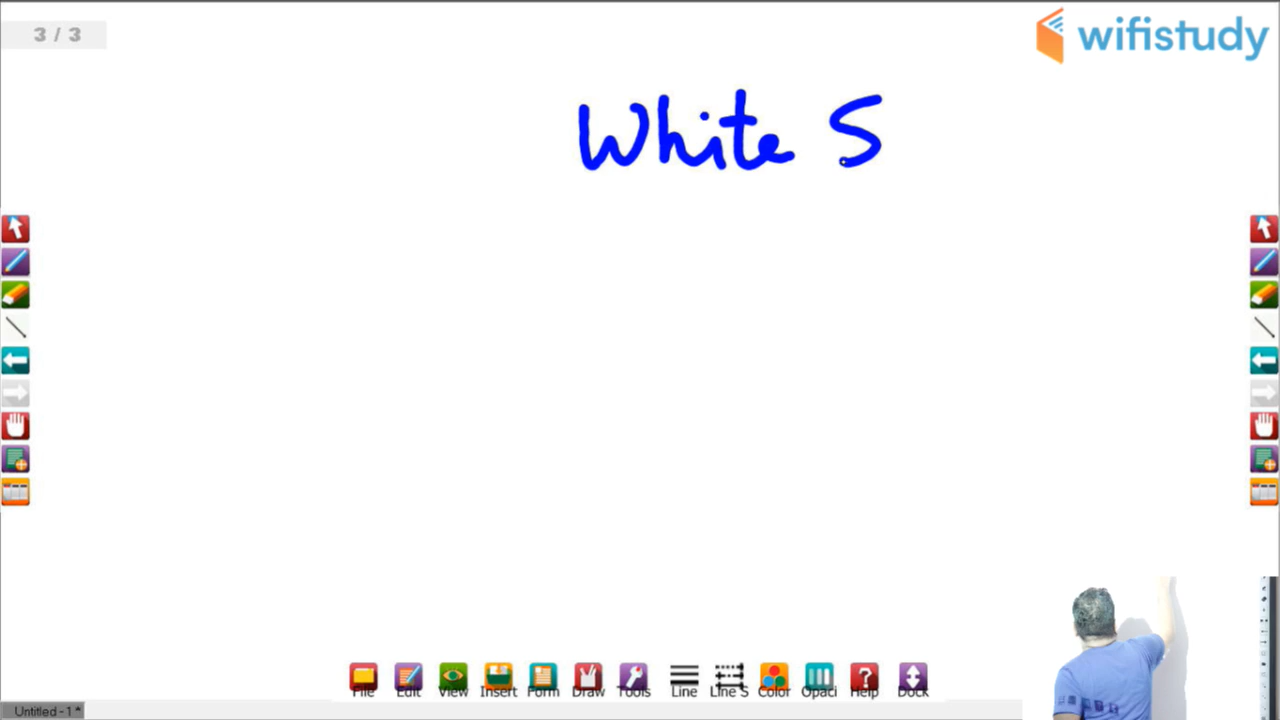 3 / 3
wifistudy
White S
File Edit View Insert Form Draw Tools Line Line S Color Opaci Help Dock
Untitled - 1 *